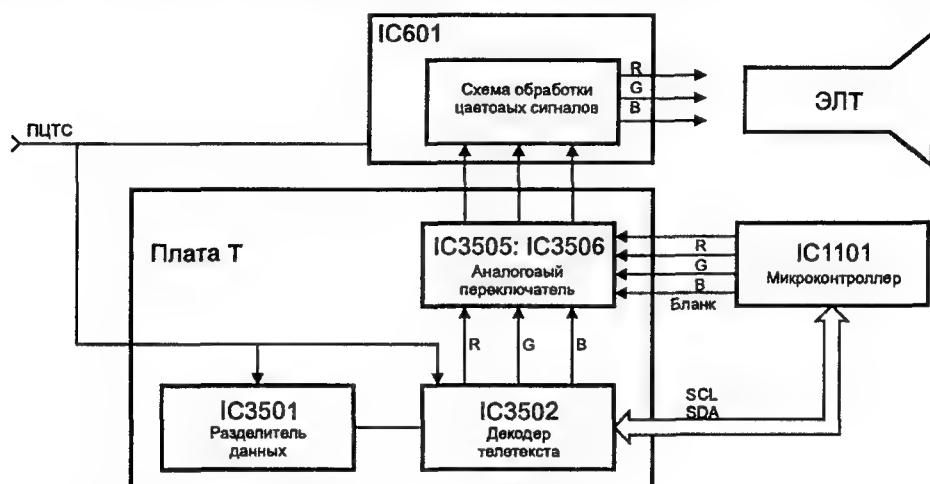 IC601
Схема обработки
цветоаых сигналов
R
G
B
ЭЛТ
ПЦТС
Плата Т
IC3505: IC3506
Аналогоаый
переключатель
R
G
B
Бланк
IC1101
Микроконтроллер
R
G
B
IC3501
Разделитель
данных
IC3502
Декодер
телетекста
SCL
SDA